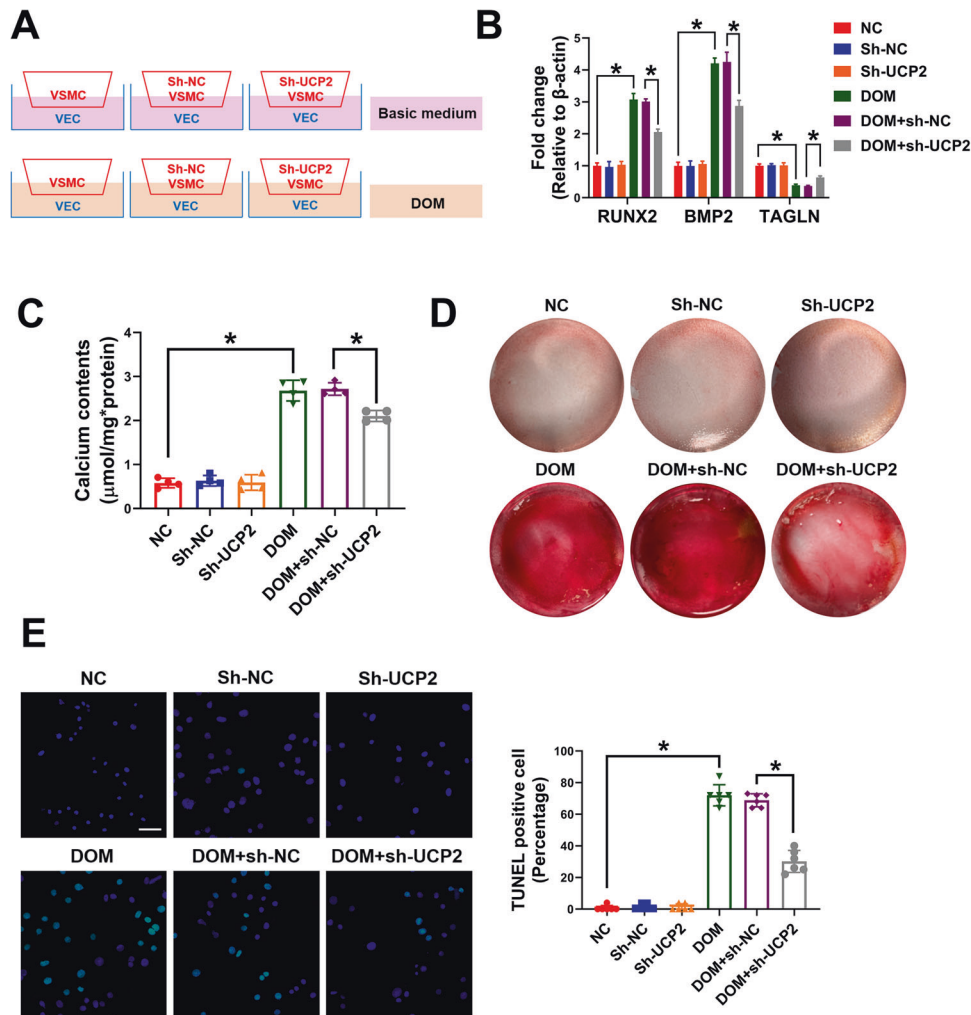 A
VSMC
VEC
Sh-NC
VSMC
VEC
Sh-UCP2
VSMC
VEC
Basic medium
VSMC
VEC
Sh-NC
VSMC
VEC
Sh-UCP2
VSMC
VEC
DOM
B
Fold change
(Relative to β-actin)
5
4
3
2
1
0
* * * * * *
RUNX2 BMP2 TAGLN
NC
Sh-NC
Sh-UCP2
DOM
DOM+sh-NC
DOM+sh-UCP2
C
Calcium contents
(μmol/mg*protein)
4
3
2
1
0
* *
NC
Sh-NC
Sh-UCP2
DOM
DOM+sh-NC
DOM+sh-UCP2
D
NC Sh-NC Sh-UCP2
DOM DOM+sh-NC DOM+sh-UCP2
E
NC Sh-NC Sh-UCP2
DOM DOM+sh-NC DOM+sh-UCP2
TUNEL positive cell
(Percentage)
100
80
60
40
20
0
* *
NC
Sh-NC
Sh-UCP2
DOM
DOM+sh-NC
DOM+sh-UCP2